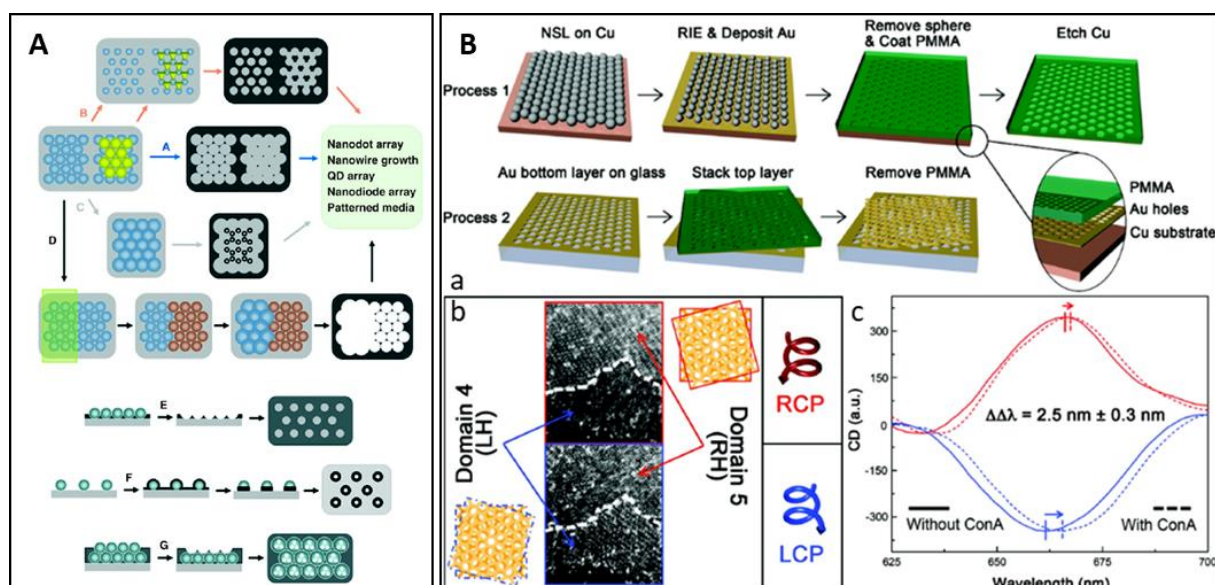 A
B
A
C
D
Nanodot array
Nanowire growth
QD array
Nanodiode array
Patterned media
E
F
G
B
NSL on Cu
RIE & Deposit Au
Remove sphere
& Coat PMMA
Etch Cu
Process 1
Au bottom layer on glass
Stack top layer
Remove PMMA
Process 2
PMMA
Au holes
Cu substrate
a
b
Domain 4
(LH)
Domain 5
(RH)
RCP
LCP
c
CD (a.u.)
300
150
0
-150
-300
ΔΔλ = 2.5 nm ± 0.3 nm
Without ConA
With ConA
625
650
675
700
Wavelength (nm)